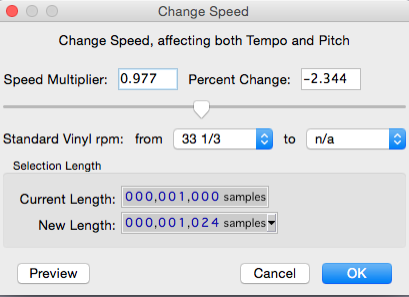 Change Speed
Change Speed, affecting both Tempo and Pitch
Speed Multiplier: 0.977 Percent Change: -2.344
Standard Vinyl rpm: from 33 1/3 to n/a
Selection Length
Current Length: 000,001,000 samples
New Length: 000,001,024 samples
Preview Cancel OK